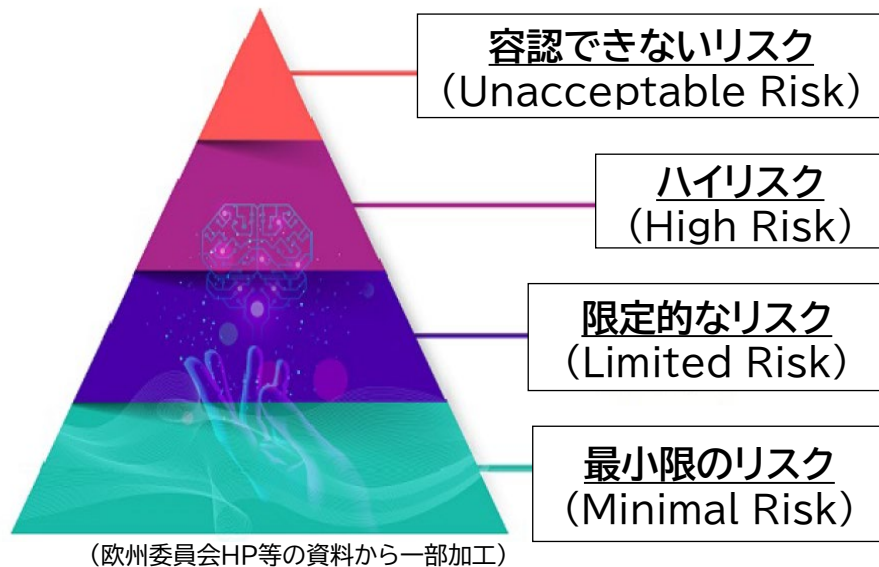 容認できないリスク
（Unacceptable Risk）
ハイリスク
（High Risk）
限定的なリスク
（Limited Risk）
最小限のリスク
（Minimal Risk）
（欧州委員会HP等の資料から一部加工）